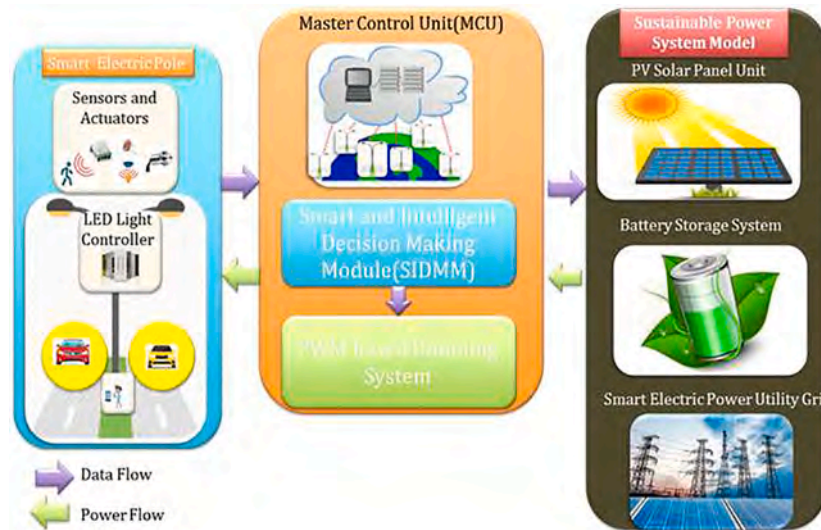 Smart Electric Pole
Sensors and
Actuators
LED Light
Controller
Master Control Unit(MCU)
Smart and Intelligent
Decision Making
Module(SIDMM)
PWM based Dimming
System
Sustainable Power
System Model
PV Solar Panel Unit
Battery Storage System
Smart Electric Power Utility Gri
Data Flow
Power Flow